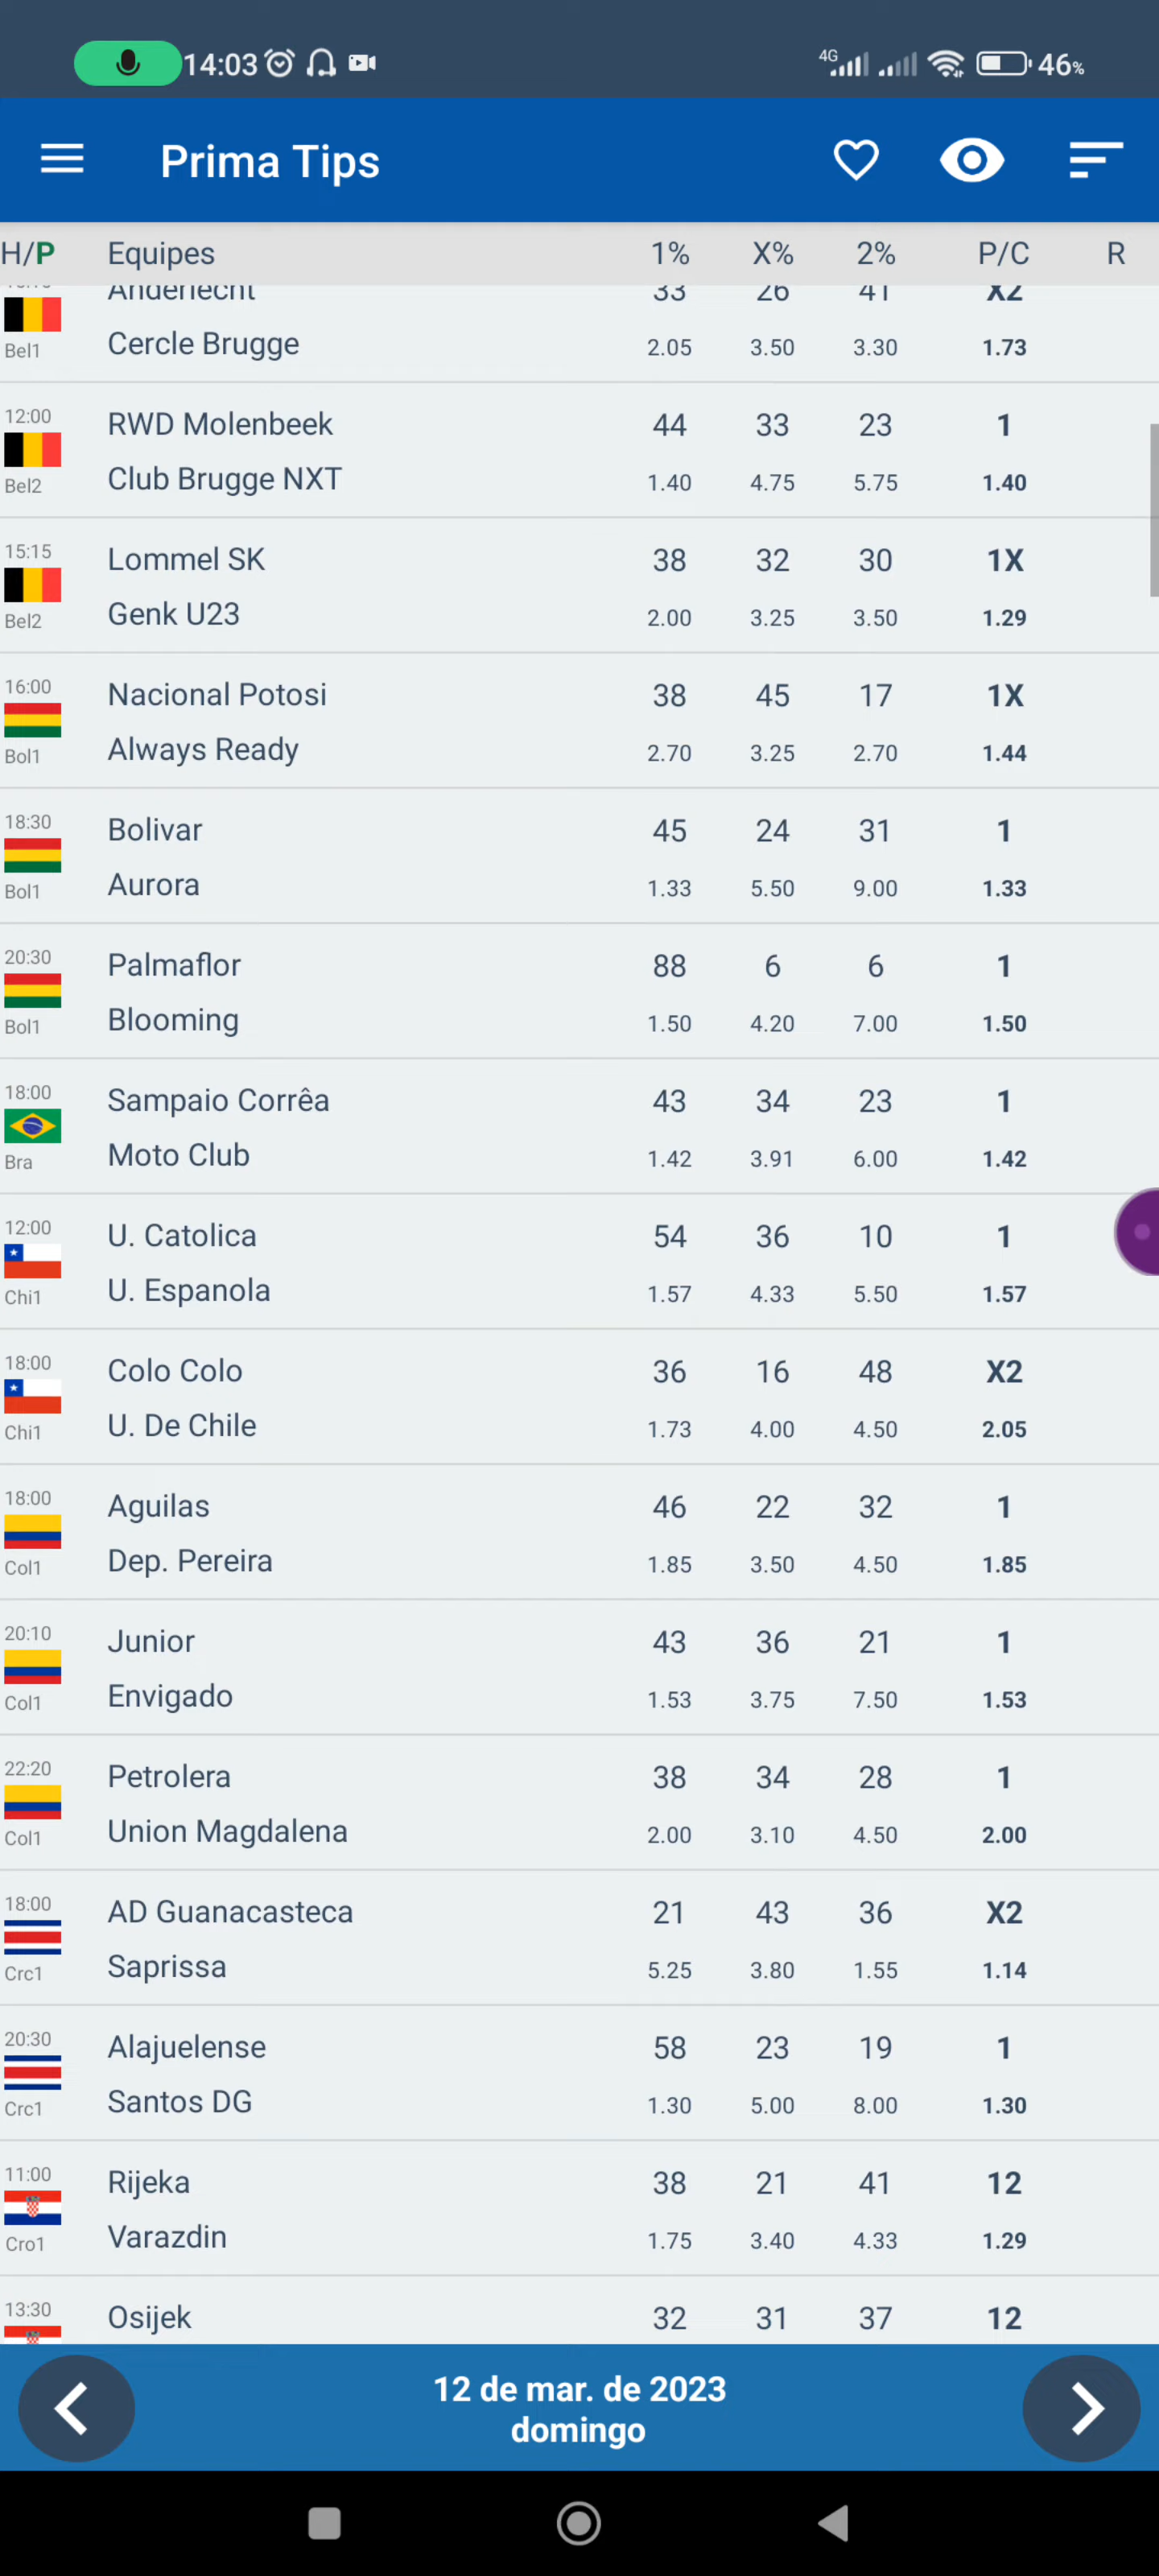 14:03 4G 46%
Prima Tips
H/P Equipes 1% X% 2% P/C R
Anderlecht 33 26 41 X2
Bel1 Cercle Brugge 2.05 3.50 3.30 1.73
12:00 RWD Molenbeek 44 33 23 1
Bel2 Club Brugge NXT 1.40 4.75 5.75 1.40
15:15 Lommel SK 38 32 30 1X
Bel2 Genk U23 2.00 3.25 3.50 1.29
16:00 Nacional Potosi 38 45 17 1X
Bol1 Always Ready 2.70 3.25 2.70 1.44
18:30 Bolivar 45 24 31 1
Bol1 Aurora 1.33 5.50 9.00 1.33
20:30 Palmaflor 88 6 6 1
Bol1 Blooming 1.50 4.20 7.00 1.50
18:00 Sampaio Corrêa 43 34 23 1
Bra Moto Club 1.42 3.91 6.00 1.42
12:00 U. Catolica 54 36 10 1
Chi1 U. Espanola 1.57 4.33 5.50 1.57
18:00 Colo Colo 36 16 48 X2
Chi1 U. De Chile 1.73 4.00 4.50 2.05
18:00 Aguilas 46 22 32 1
Col1 Dep. Pereira 1.85 3.50 4.50 1.85
20:10 Junior 43 36 21 1
Col1 Envigado 1.53 3.75 7.50 1.53
22:20 Petrolera 38 34 28 1
Col1 Union Magdalena 2.00 3.10 4.50 2.00
18:00 AD Guanacasteca 21 43 36 X2
Crc1 Saprissa 5.25 3.80 1.55 1.14
20:30 Alajuelense 58 23 19 1
Crc1 Santos DG 1.30 5.00 8.00 1.30
11:00 Rijeka 38 21 41 12
Cro1 Varazdin 1.75 3.40 4.33 1.29
13:30 Osijek 32 31 37 12
12 de mar. de 2023
domingo